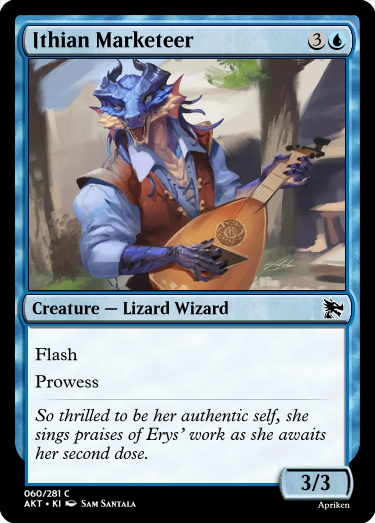 Ithian Marketeer 3
Creature — Lizard Wizard
Flash
Prowess
So thrilled to be her authentic self, she
sings praises of Erys' work as she awaits
her second dose.
3/3
060/281 C
AKT • KI Sam Santala
Apriken